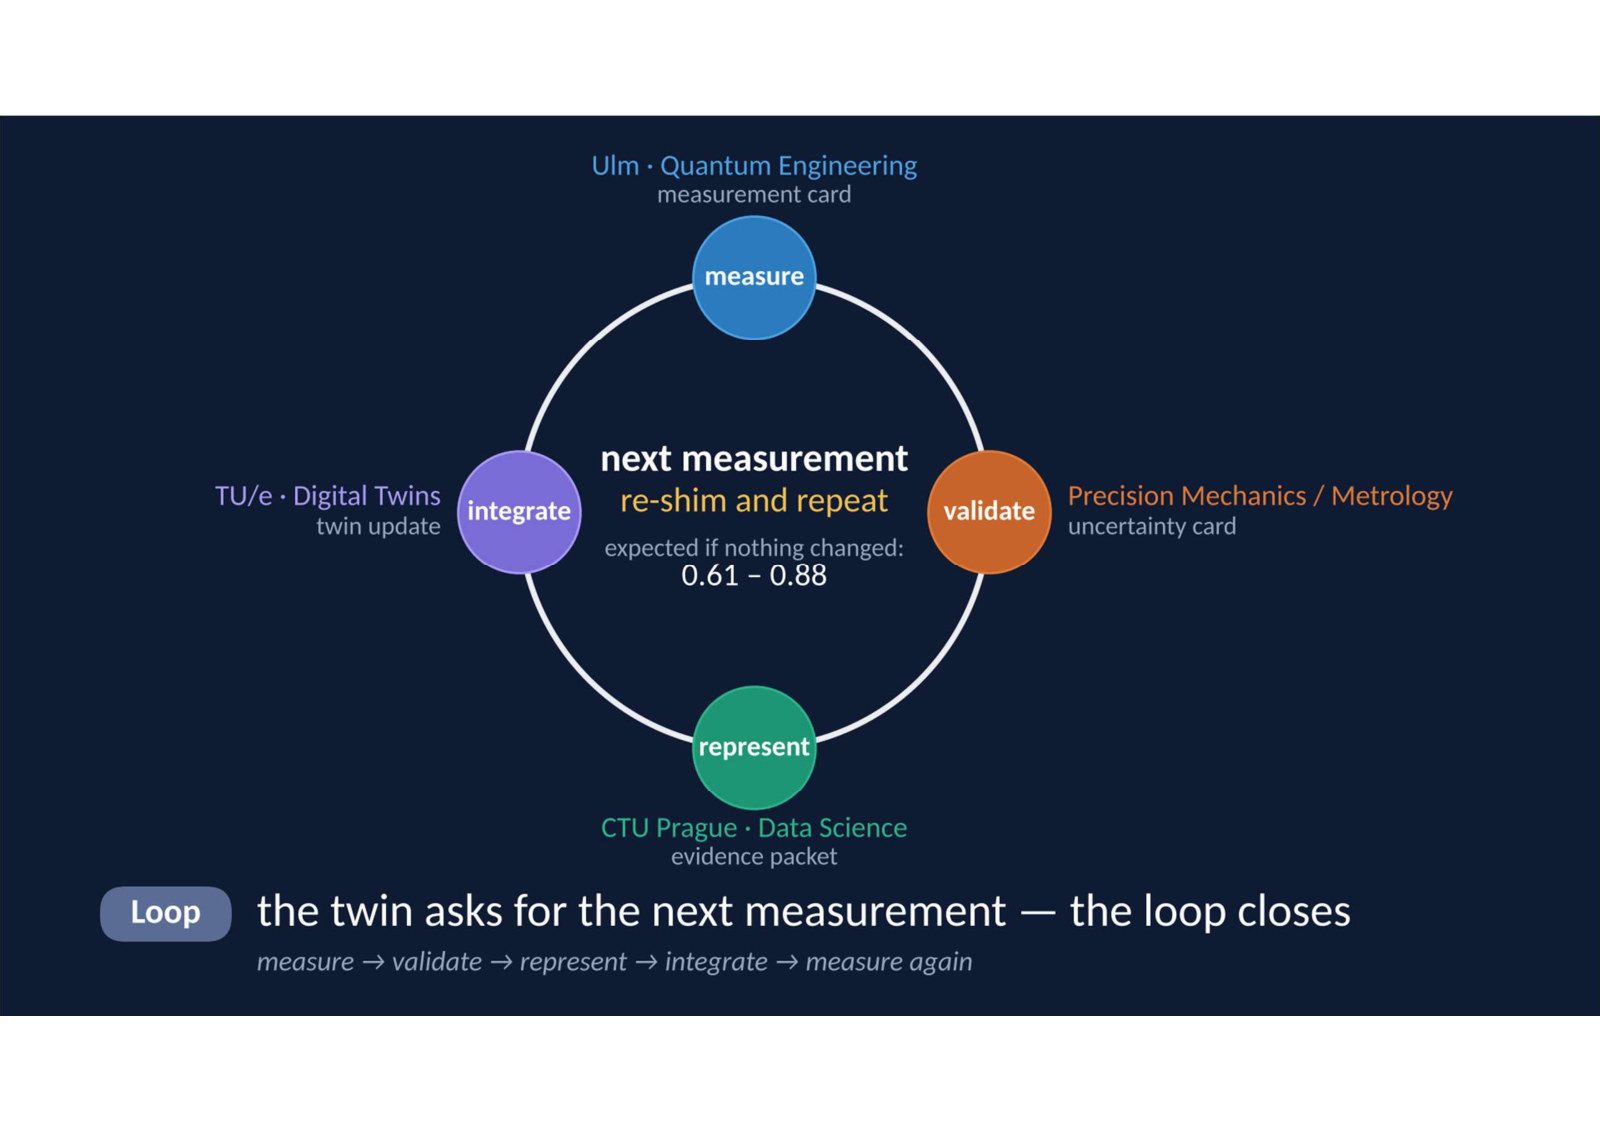 Ulm · Quantum Engineering
measurement card
measure
next measurement
re-shim and repeat
expected if nothing changed:
0.61 – 0.88
TU/e · Digital Twins
twin update
integrate
validate
Precision Mechanics / Metrology
uncertainty card
represent
CTU Prague · Data Science
evidence packet
Loop
the twin asks for the next measurement — the loop closes
measure → validate → represent → integrate → measure again